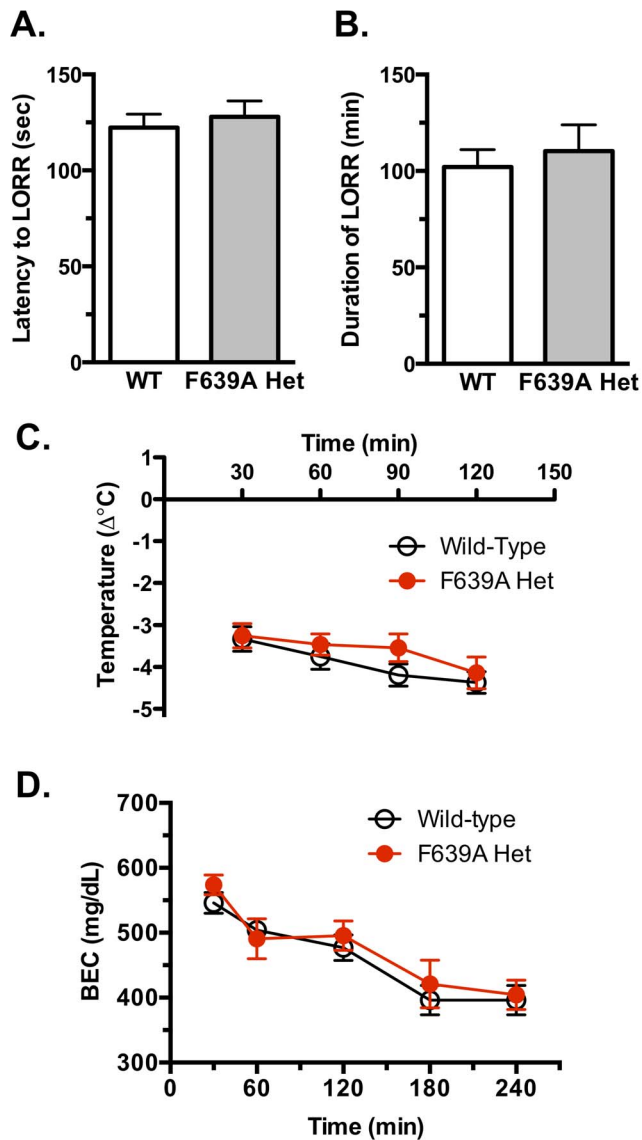 A.
Latency to LORR (sec)
150
100
50
0
WT
F639A Het
B.
Duration of LORR (min)
150
100
50
0
WT
F639A Het
C.
Time (min)
30
60
90
120
150
Temperature (Δ°C)
1
0
-1
-2
-3
-4
-5
Wild-Type
F639A Het
D.
BEC (mg/dL)
700
600
500
400
300
Wild-type
F639A Het
0
60
120
180
240
Time (min)